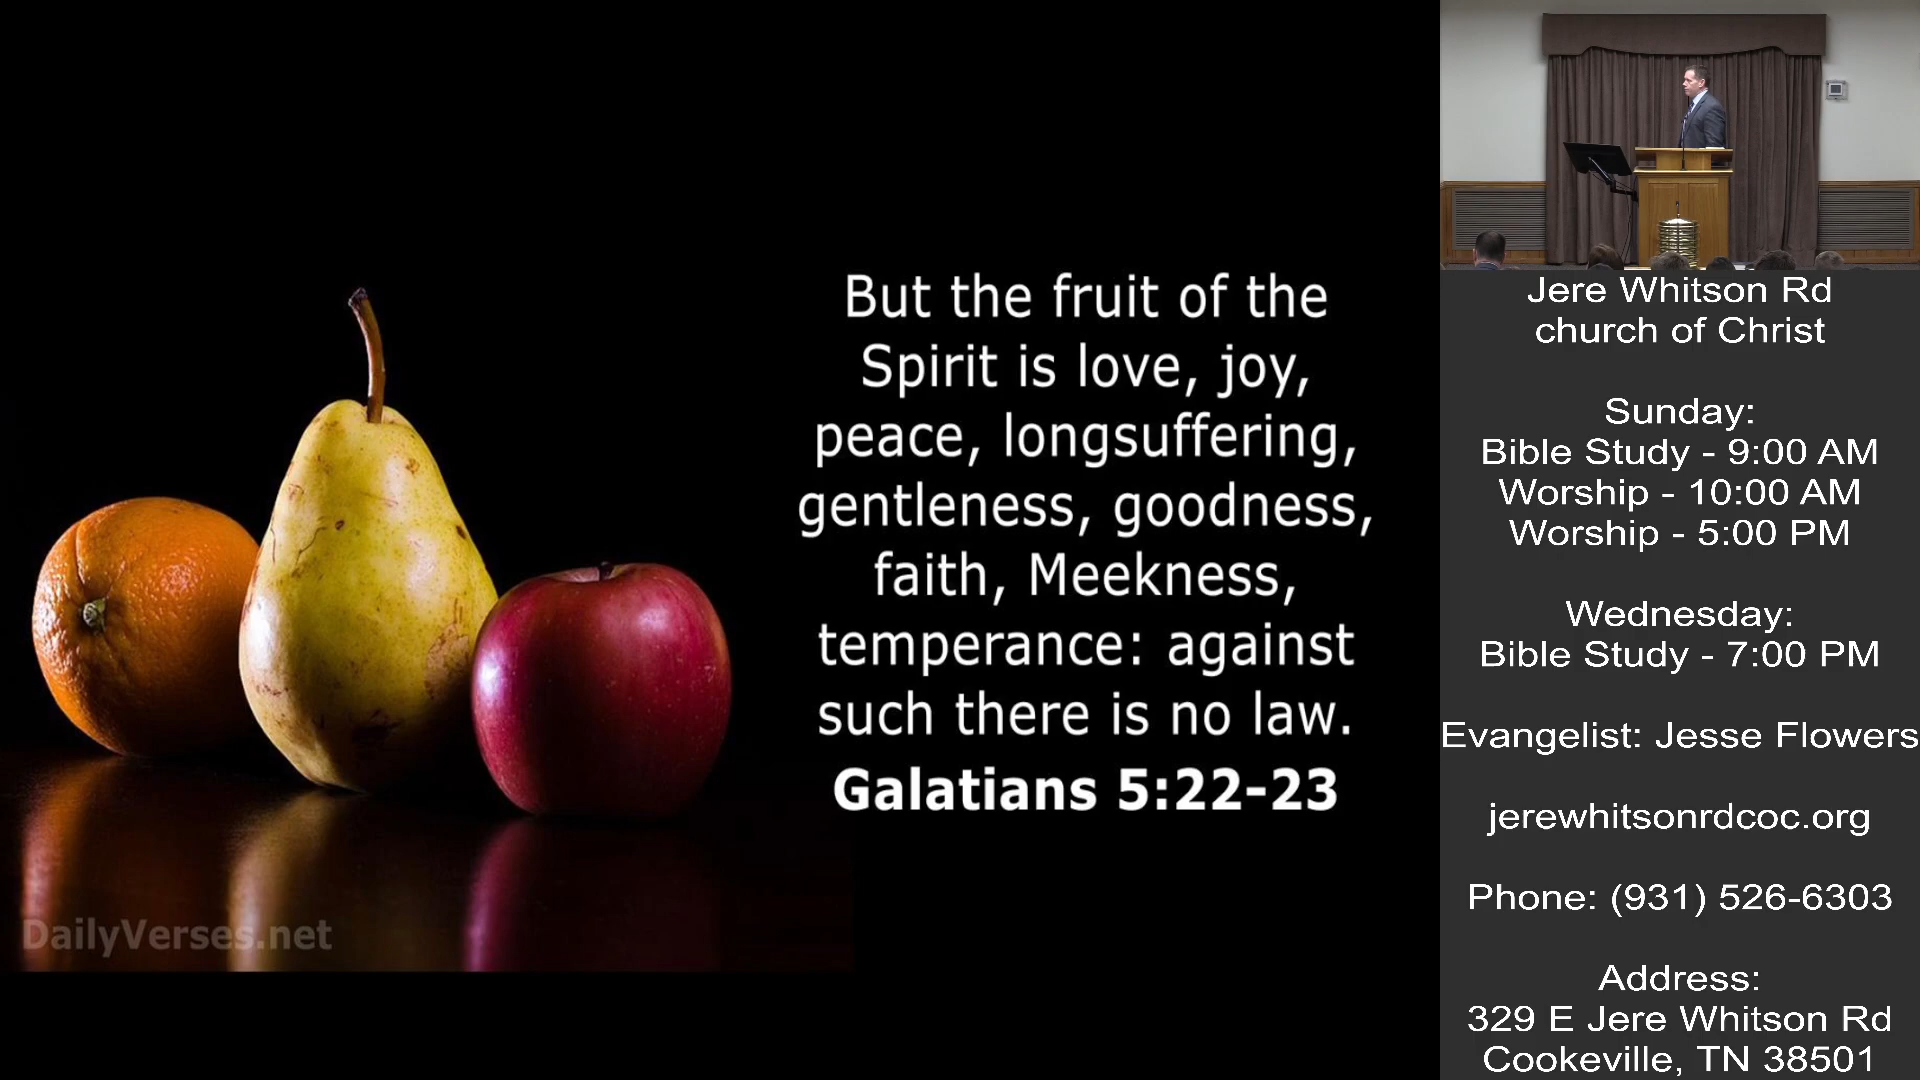 But the fruit of the
Spirit is love, joy,
peace, longsuffering,
gentleness, goodness,
faith, Meekness,
temperance: against
such there is no law.
Galatians 5:22-23
DailyVerses.net
Jere Whitson Rd
church of Christ
Sunday:
Bible Study - 9:00 AM
Worship - 10:00 AM
Worship - 5:00 PM
Wednesday:
Bible Study - 7:00 PM
Evangelist: Jesse Flowers
jerewhitsonrdcoc.org
Phone: (931) 526-6303
Address:
329 E Jere Whitson Rd
Cookeville, TN 38501